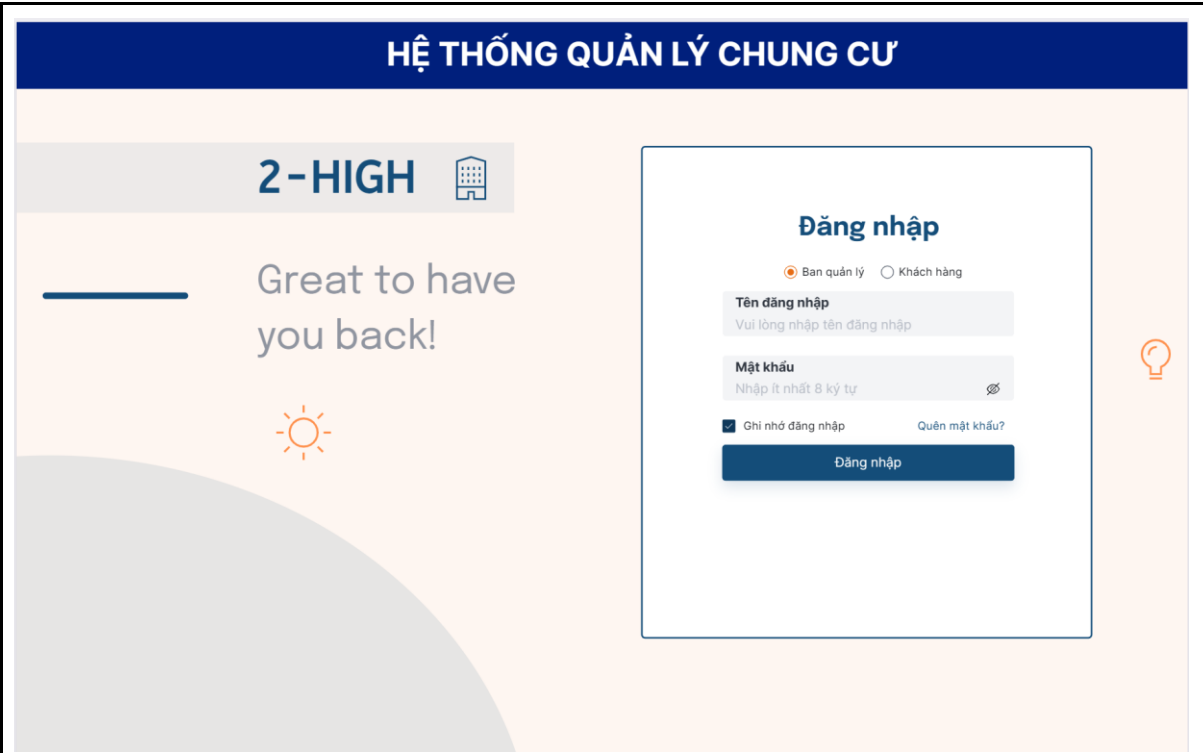 HỆ THỐNG QUẢN LÝ CHUNG CƯ
2-HIGH
Great to have
you back!
Đăng nhập
Ban quản lý Khách hàng
Tên đăng nhập
Vui lòng nhập tên đăng nhập
Mật khẩu
Nhập ít nhất 8 ký tự
Ghi nhớ đăng nhập Quên mật khẩu?
Đăng nhập